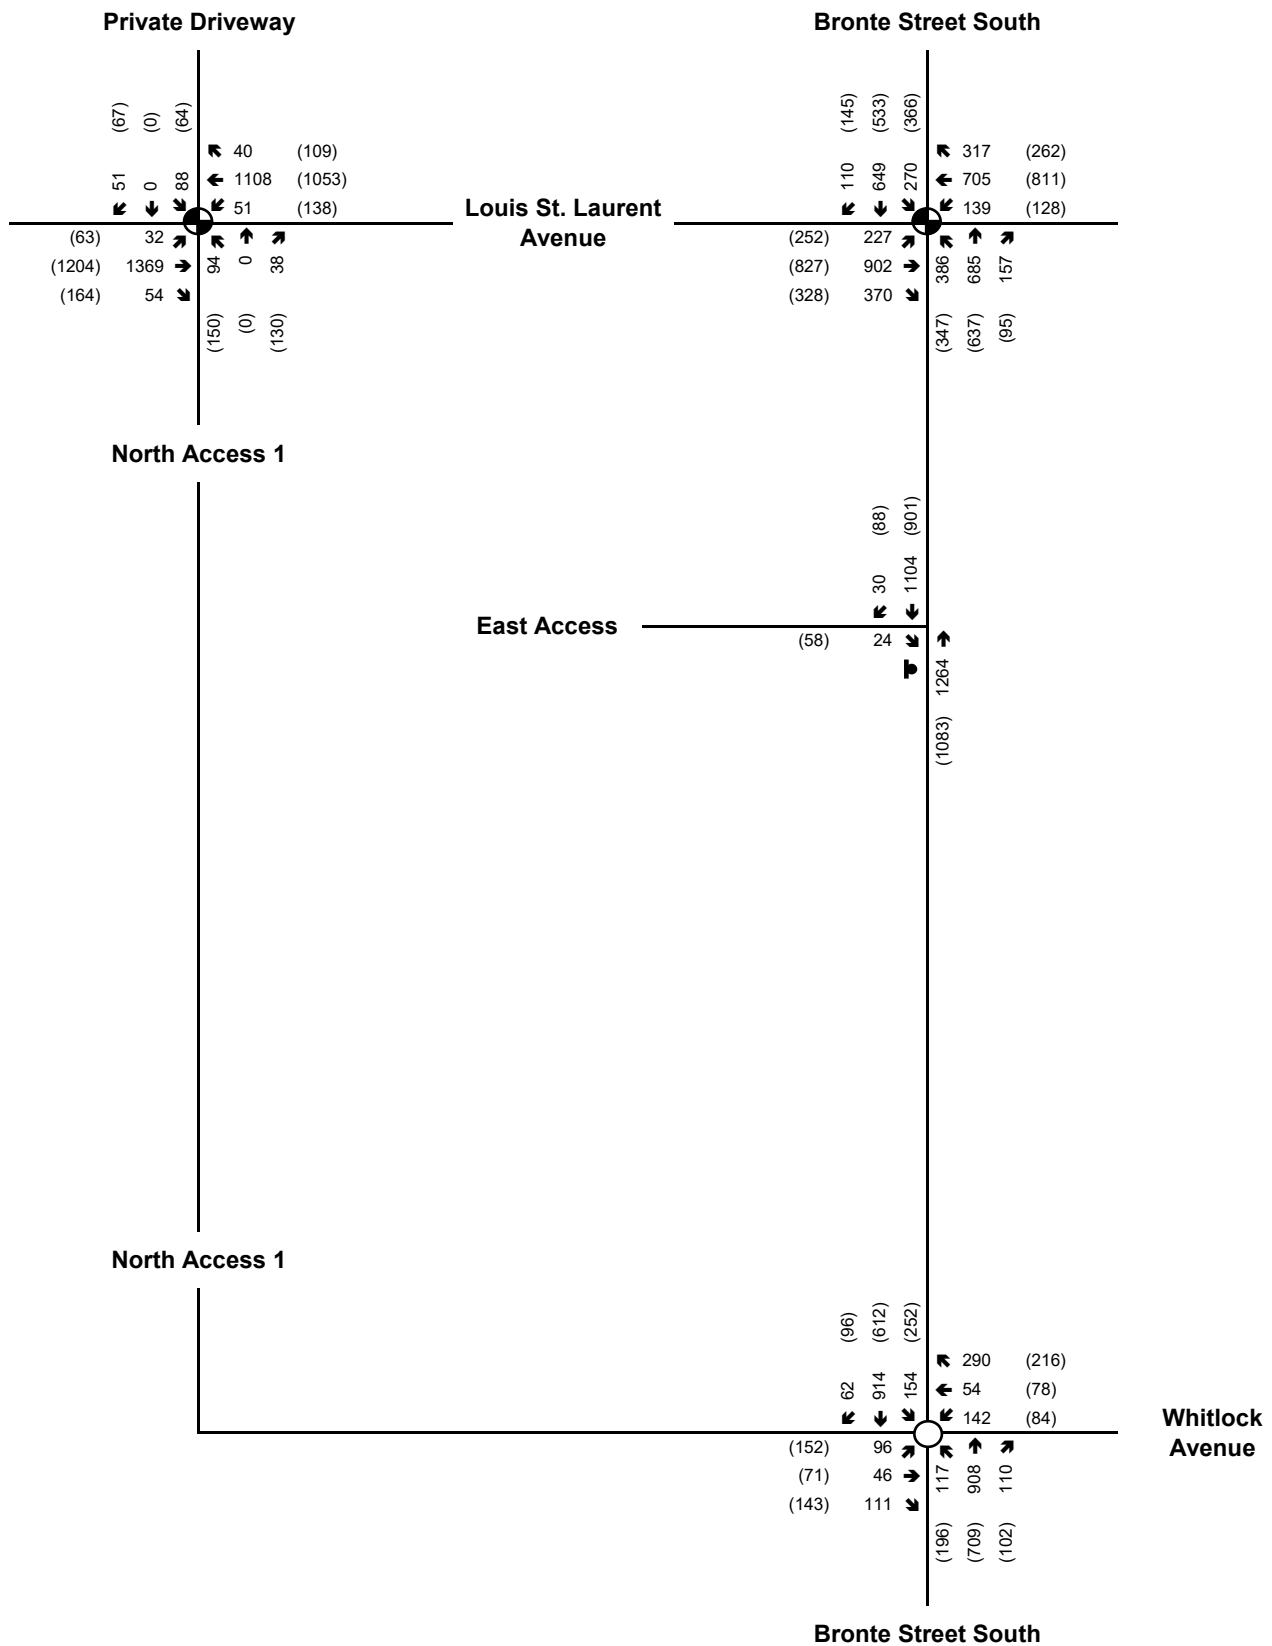 Private Driveway
Bronte Street South
(67) (0) (64)
51 0 88
40 (109)
1108 (1053)
51 (138)
(63) 32
(1204) 1369
(164) 54
94 0 38
(150) (0) (130)
Louis St. Laurent
Avenue
(145) (533) (366)
110 649 270
317 (262)
705 (811)
139 (128)
(252) 227
(827) 902
(328) 370
386 685 157
(347) (637) (95)
North Access 1
(88) (901)
30 1104
East Access
(58) 24
1264
(1083)
North Access 1
(96) (612) (252)
62 914 154
290 (216)
54 (78)
142 (84)
(152) 96
(71) 46
(143) 111
117 908 110
(196) (709) (102)
Whitlock
Avenue
Bronte Street South